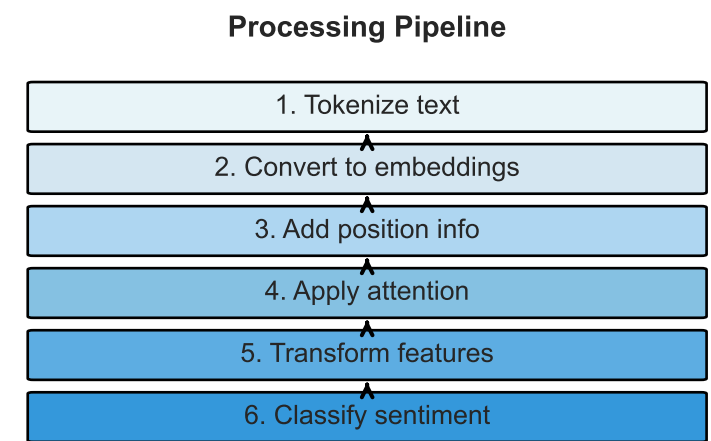 Processing Pipeline
1. Tokenize text
2. Convert to embeddings
3. Add position info
4. Apply attention
5. Transform features
6. Classify sentiment